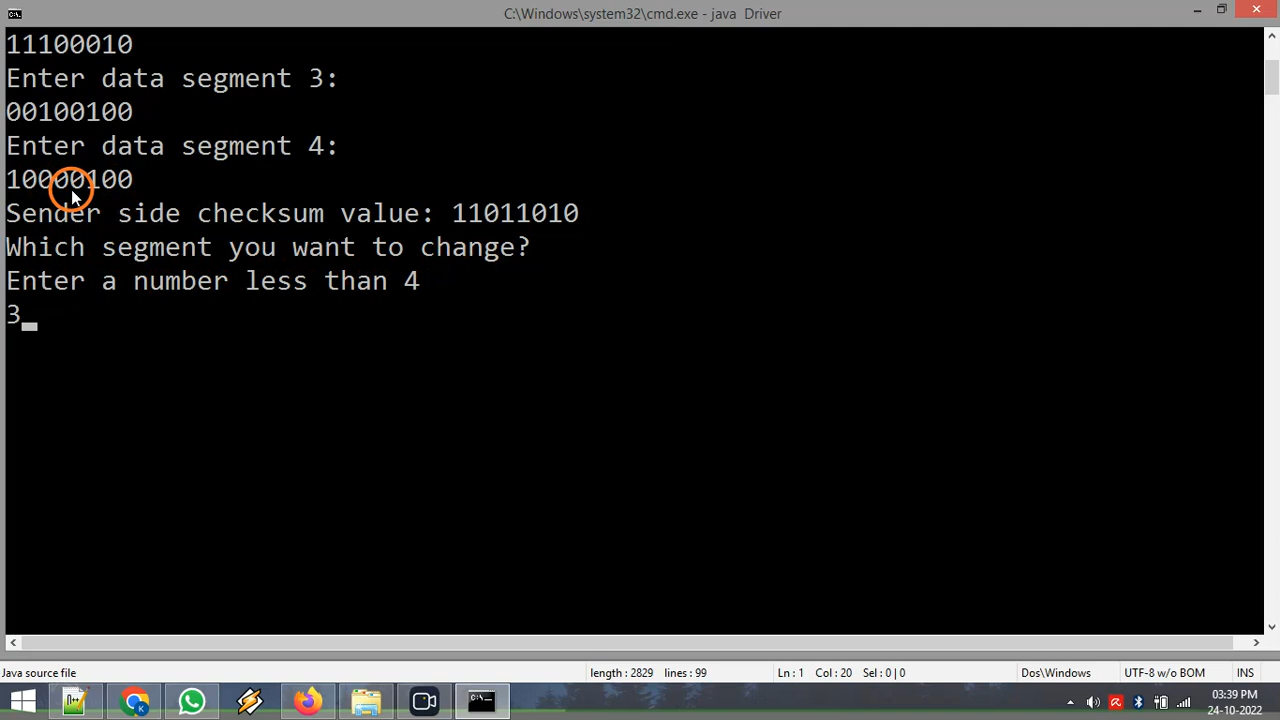 C:\Windows\system32\cmd.exe - java  Driver
11100010
Enter data segment 3:
00100100
Enter data segment 4:
10000100
Sender side checksum value: 11011010
Which segment you want to change?
Enter a number less than 4
3_
Java source file length : 2829 lines : 99 Ln : 1 Col : 20 Sel : 0 | 0 Dos\Windows UTF-8 w/o BOM INS
03:39 PM
24-10-2022